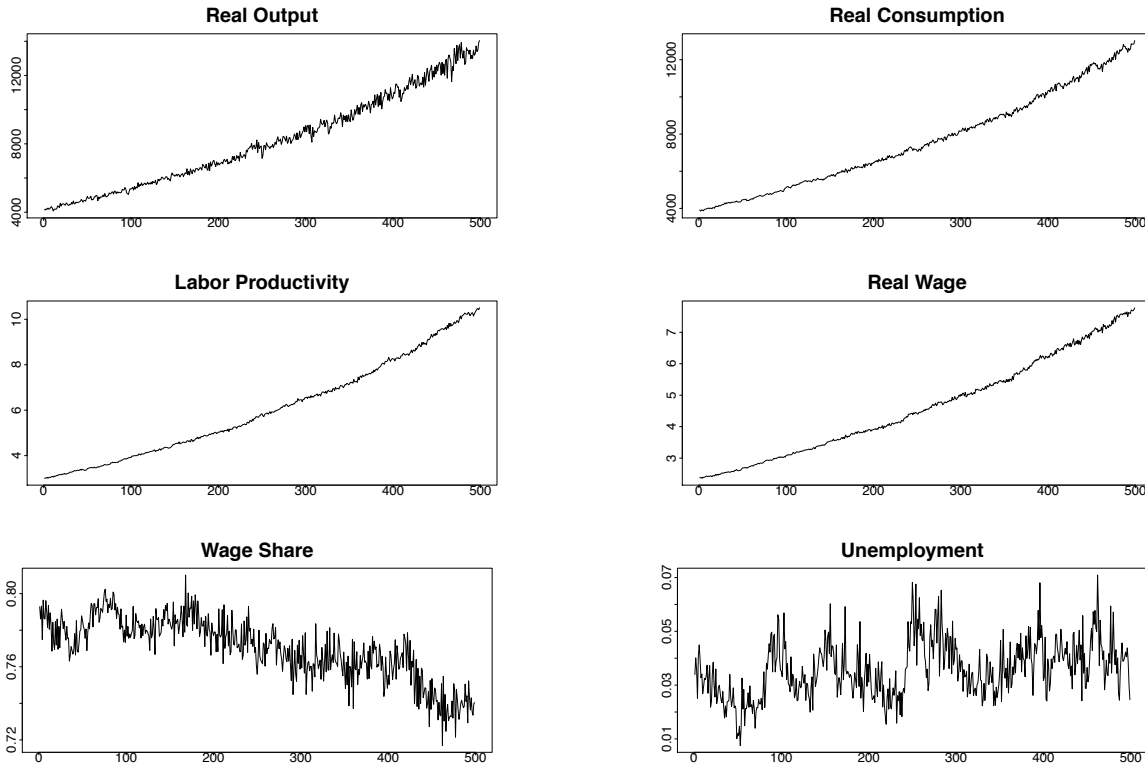 Real Output
12000
8000
4000
0 100 200 300 400 500
Real Consumption
12000
8000
4000
0 100 200 300 400 500
Labor Productivity
10
8
6
4
0 100 200 300 400 500
Real Wage
7
6
5
4
3
0 100 200 300 400 500
Wage Share
0.80
0.76
0.72
0 100 200 300 400 500
Unemployment
0.07
0.05
0.03
0.01
0 100 200 300 400 500